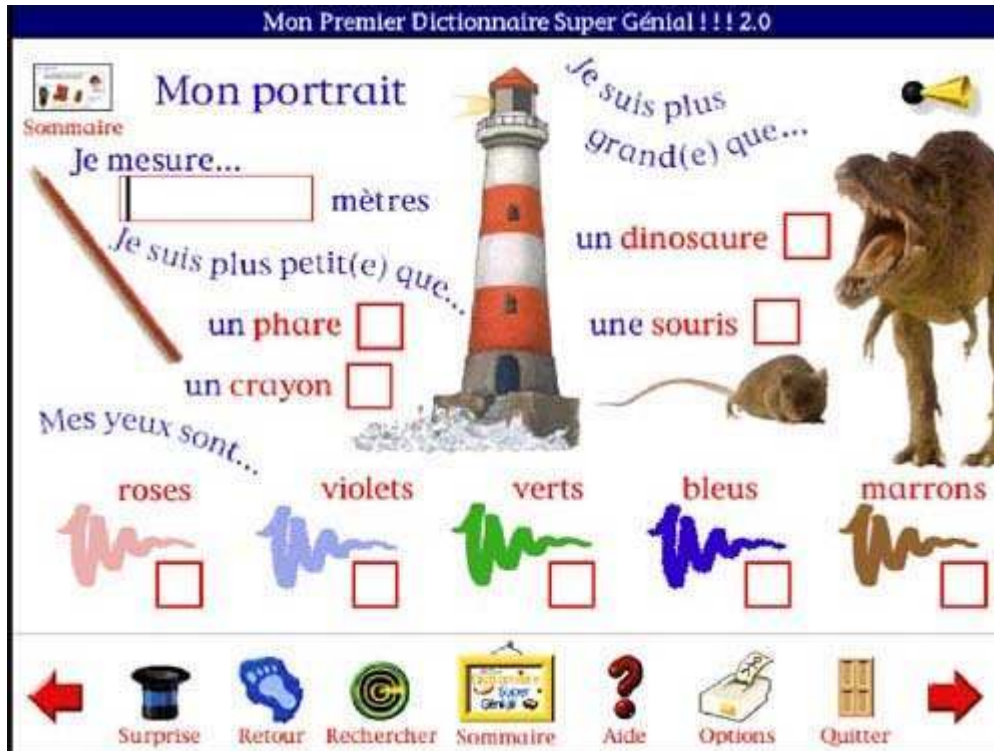 Mon Premier Dictionnaire Super Génial ! ! ! 2.0
Sommaire
Mon portrait
Je mesure...
mètres
Je suis plus petit(e) que...
un phare
un crayon
Je suis plus
grand(e) que...
un dinosaure
une souris
Mes yeux sont...
roses
violets
verts
bleus
marrons
Super
Génial
Surprise
Retour
Rechercher
Sommaire
Aide
Options
Quitter